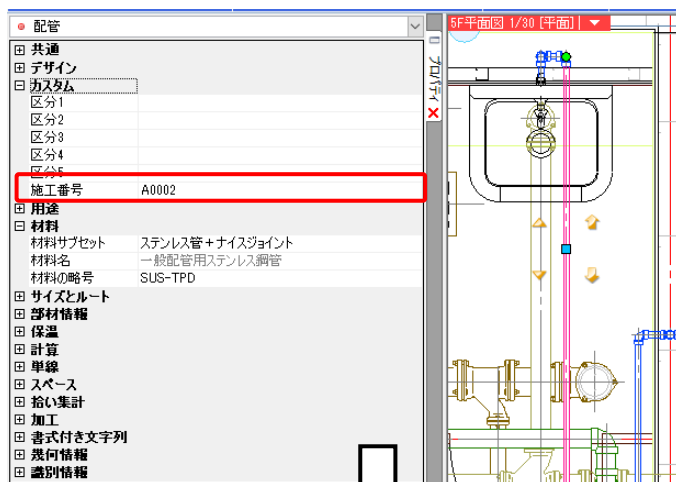 配管
5F平面図 1/30 [平面]
プロパティ
共通
デザイン
カスタム
区分1
区分2
区分3
区分4
区分5
施工番号 A0002
用途
材料
材料サブセット ステンレス管+ナイスジョイント
材料名 一般配管用ステンレス鋼管
材料の略号 SUS-TPD
サイズとルート
部材情報
保温
計算
単線
スペース
拾い集計
加工
書式付き文字列
幾何情報
識別情報